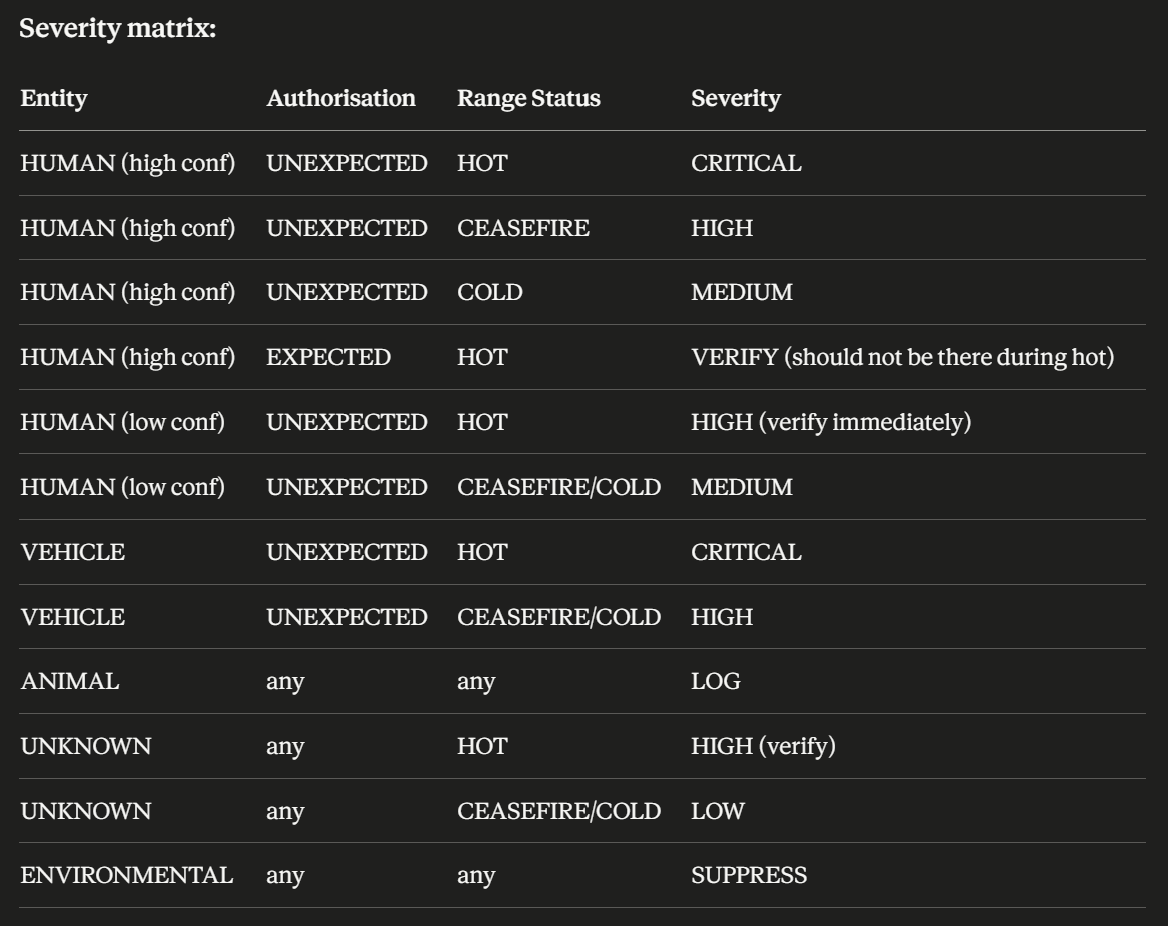 Severity matrix:
Entity Authorisation Range Status Severity
HUMAN (high conf) UNEXPECTED HOT CRITICAL
HUMAN (high conf) UNEXPECTED CEASEFIRE HIGH
HUMAN (high conf) UNEXPECTED COLD MEDIUM
HUMAN (high conf) EXPECTED HOT VERIFY (should not be there during hot)
HUMAN (low conf) UNEXPECTED HOT HIGH (verify immediately)
HUMAN (low conf) UNEXPECTED CEASEFIRE/COLD MEDIUM
VEHICLE UNEXPECTED HOT CRITICAL
VEHICLE UNEXPECTED CEASEFIRE/COLD HIGH
ANIMAL any any LOG
UNKNOWN any HOT HIGH (verify)
UNKNOWN any CEASEFIRE/COLD LOW
ENVIRONMENTAL any any SUPPRESS